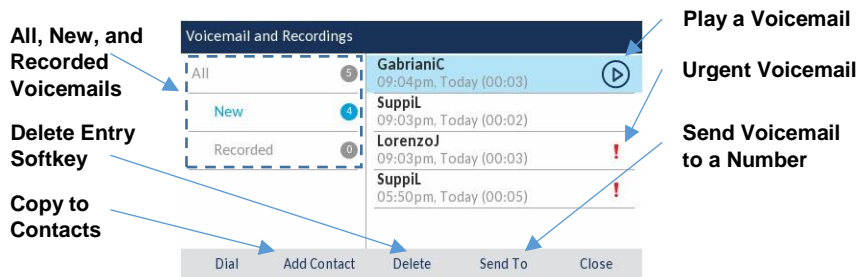 All, New, and
Recorded
Voicemails
Delete Entry
Softkey
Copy to
Contacts
Voicemail and Recordings
All 5
New 4
Recorded 0
GabrianiC
09:04pm, Today (00:03)
SuppiL
09:03pm, Today (00:02)
LorenzoJ
09:03pm, Today (00:03) !
SuppiL
05:50pm, Today (00:05) !
Dial Add Contact Delete Send To Close
Play a Voicemail
Urgent Voicemail
Send Voicemail
to a Number